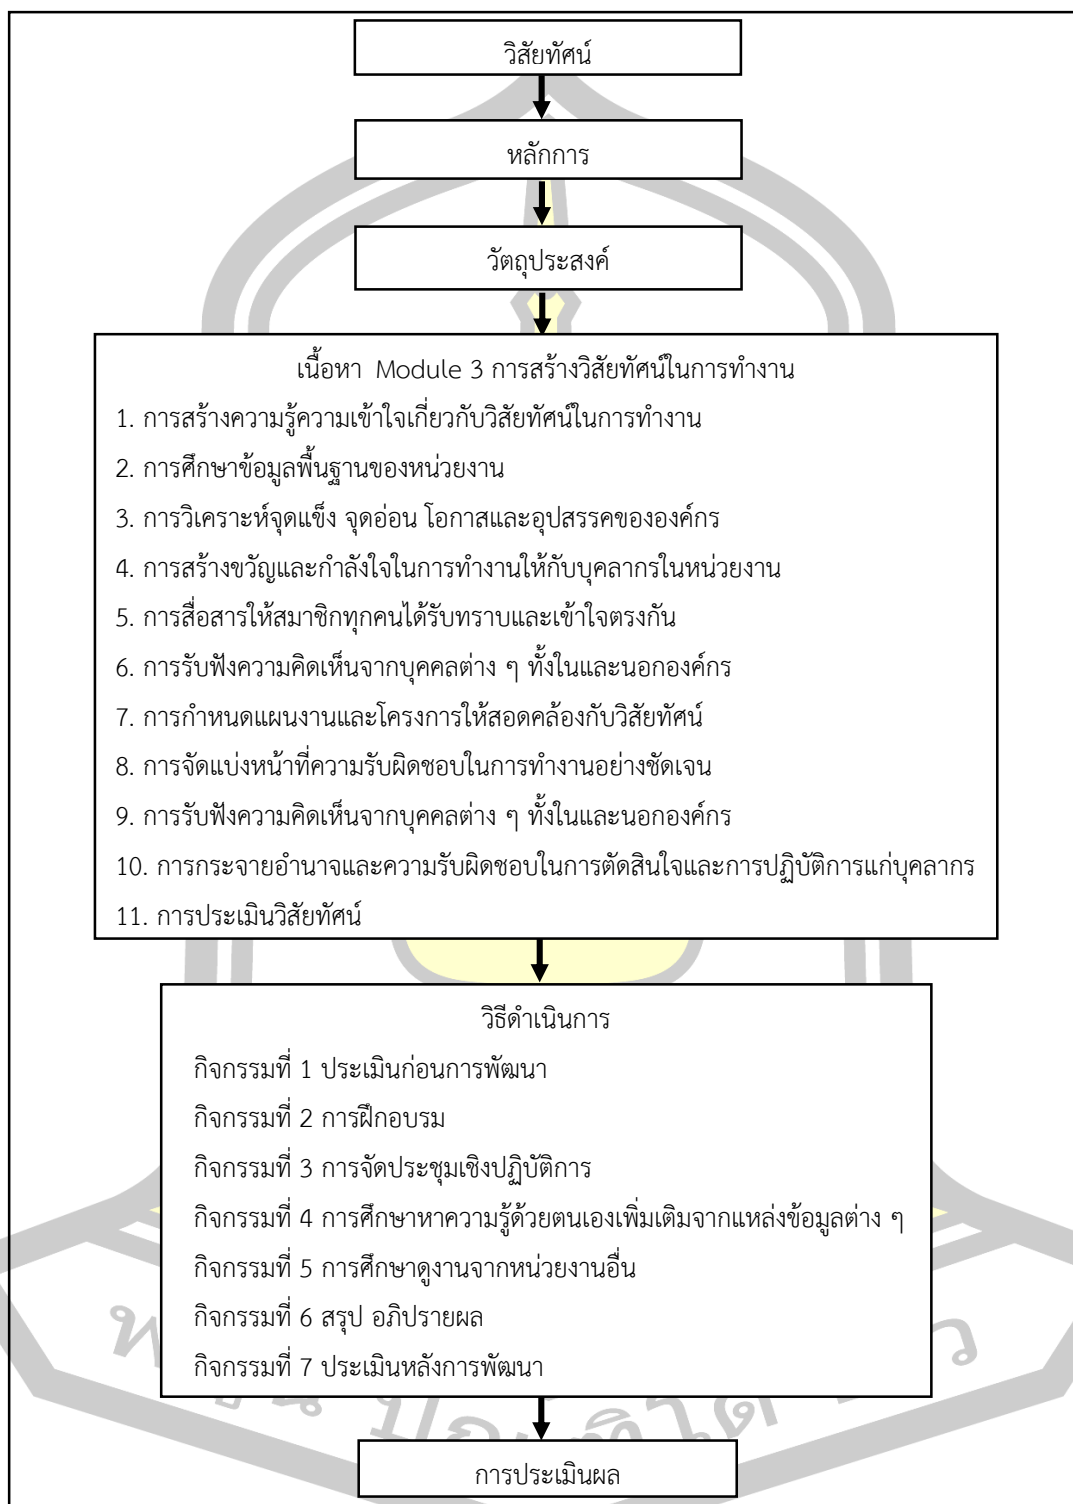 วิสัยทัศน์
หลักการ
วัตถุประสงค์
เนื้อหา Module 3 การสร้างวิสัยทัศน์ในการทำงาน
1. การสร้างความรู้ความเข้าใจเกี่ยวกับวิสัยทัศน์ในการทำงาน
2. การศึกษาข้อมูลพื้นฐานของหน่วยงาน
3. การวิเคราะห์จุดแข็ง จุดอ่อน โอกาสและอุปสรรคขององค์กร
4. การสร้างขวัญและกำลังใจในการทำงานให้กับบุคลากรในหน่วยงาน
5. การสื่อสารให้สมาชิกทุกคนได้รับทราบและเข้าใจตรงกัน
6. การรับฟังความคิดเห็นจากบุคคลต่าง ๆ ทั้งในและนอกองค์กร
7. การกำหนดแผนงานและโครงการให้สอดคล้องกับวิสัยทัศน์
8. การจัดแบ่งหน้าที่ความรับผิดชอบในการทำงานอย่างชัดเจน
9. การรับฟังความคิดเห็นจากบุคคลต่าง ๆ ทั้งในและนอกองค์กร
10. การกระจายอำนาจและความรับผิดชอบในการตัดสินใจและการปฏิบัติการแก่บุคลากร
11. การประเมินวิสัยทัศน์
วิธีดำเนินการ
กิจกรรมที่ 1 ประเมินก่อนการพัฒนา
กิจกรรมที่ 2 การฝึกอบรม
กิจกรรมที่ 3 การจัดประชุมเชิงปฏิบัติการ
กิจกรรมที่ 4 การศึกษาหาความรู้ด้วยตนเองเพิ่มเติมจากแหล่งข้อมูลต่าง ๆ
กิจกรรมที่ 5 การศึกษาดูงานจากหน่วยงานอื่น
กิจกรรมที่ 6 สรุป อภิปรายผล
กิจกรรมที่ 7 ประเมินหลังการพัฒนา
การประเมินผล